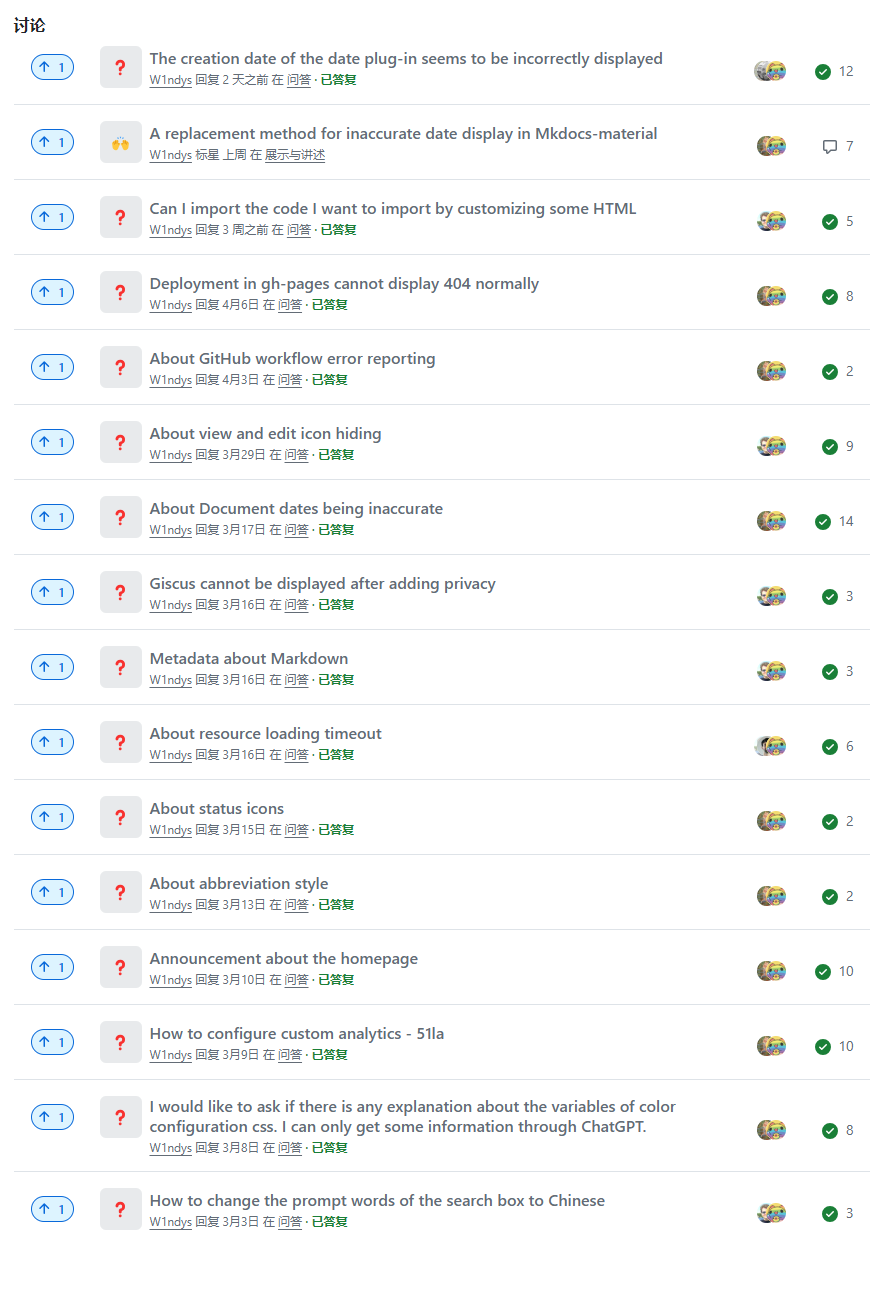 讨论
1
The creation date of the date plug-in seems to be incorrectly displayed
W1ndys 回复 2 天之前 在 问答 · 已答复
12
1
A replacement method for inaccurate date display in Mkdocs-material
W1ndys 标星 上周 在 展示与讲述
7
1
Can I import the code I want to import by customizing some HTML
W1ndys 回复 3 周之前 在 问答 · 已答复
5
1
Deployment in gh-pages cannot display 404 normally
W1ndys 回复 4月6日 在 问答 · 已答复
8
1
About GitHub workflow error reporting
W1ndys 回复 4月3日 在 问答 · 已答复
2
1
About view and edit icon hiding
W1ndys 回复 3月29日 在 问答 · 已答复
9
1
About Document dates being inaccurate
W1ndys 回复 3月17日 在 问答 · 已答复
14
1
Giscus cannot be displayed after adding privacy
W1ndys 回复 3月16日 在 问答 · 已答复
3
1
Metadata about Markdown
W1ndys 回复 3月16日 在 问答 · 已答复
3
1
About resource loading timeout
W1ndys 回复 3月16日 在 问答 · 已答复
6
1
About status icons
W1ndys 回复 3月15日 在 问答 · 已答复
2
1
About abbreviation style
W1ndys 回复 3月13日 在 问答 · 已答复
2
1
Announcement about the homepage
W1ndys 回复 3月10日 在 问答 · 已答复
10
1
How to configure custom analytics - 51la
W1ndys 回复 3月9日 在 问答 · 已答复
10
1
I would like to ask if there is any explanation about the variables of color
configuration css. I can only get some information through ChatGPT.
W1ndys 回复 3月8日 在 问答 · 已答复
8
1
How to change the prompt words of the search box to Chinese
W1ndys 回复 3月3日 在 问答 · 已答复
3